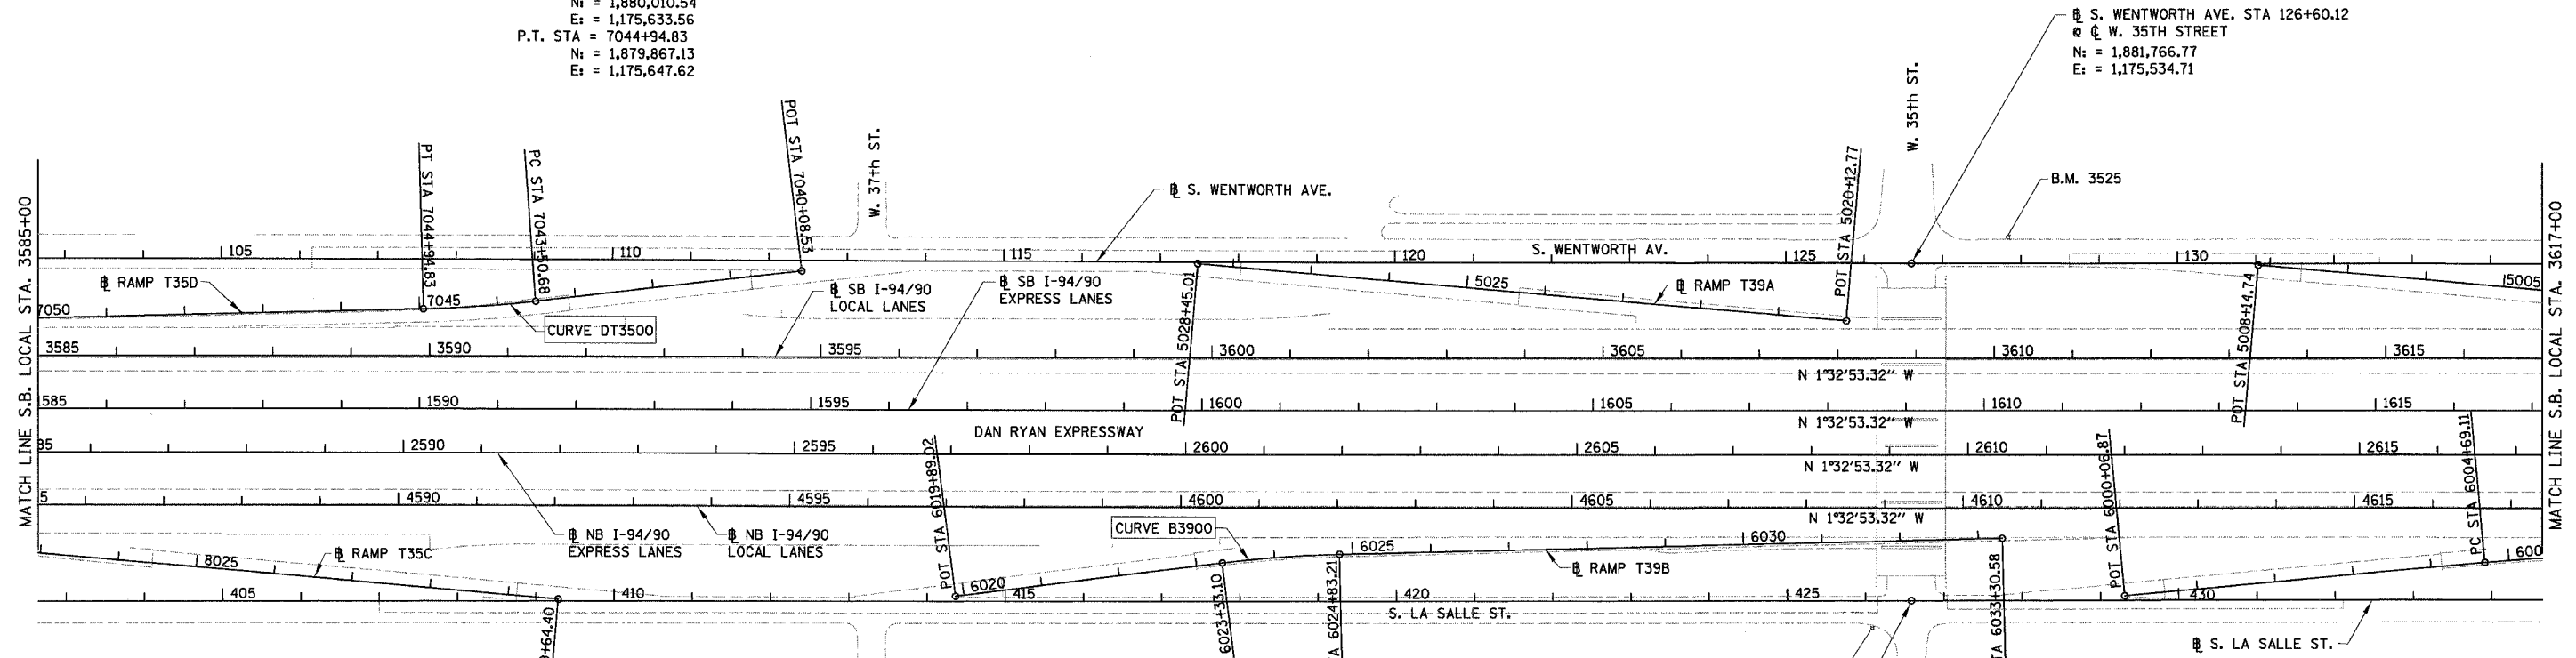 N: = 1,880,010.54
E: = 1,175,633.56
P.T. STA = 7044+94.83
N: = 1,879,867.13
E: = 1,175,647.62
S. WENTWORTH AVE. STA 126+60.12
W. 35TH STREET
N: = 1,881,766.77
E: = 1,175,534.71
MATCH LINE S.B. LOCAL STA. 3585+00
PT STA 7044+94.83
PC STA 7043+50.68
POT STA 7040+08.53
W. 37th ST.
S. WENTWORTH AVE.
POT STA 5020+12.77
W. 35th ST.
B.M. 3525
MATCH LINE S.B. LOCAL STA. 3617+00
105 110 115 120 S. WENTWORTH AV. 125 130
RAMP T35D
7050 7045
CURVE DT3500
SB I-94/90
LOCAL LANES
SB I-94/90
EXPRESS LANES
POT STA 5028+45.01
5025
RAMP T39A
POT STA 5008+14.74
5005
3585 3590 3595 3600 3605 3610 3615
N 1°32'53.32" W
1585 1590 1595 1600 1605 1610 1615
DAN RYAN EXPRESSWAY
N 1°32'53.32" W
85 2590 2595 2600 2605 2610 2615
N 1°32'53.32" W
5 4590 4595 4600 4605 4610 4615
N 1°32'53.32" W
POT STA 6019+89.02
POT STA 6000+06.87
PC STA 6004+69.11
NB I-94/90
EXPRESS LANES
NB I-94/90
LOCAL LANES
CURVE B3900
RAMP T35C
8025
6020 6025 6030
RAMP T39B
600
405 410 415 420 425 430
S. LA SALLE ST.
+64.40
6023+33.10
TA 6024+83.21
STA 6033+30.58
S. LA SALLE ST.